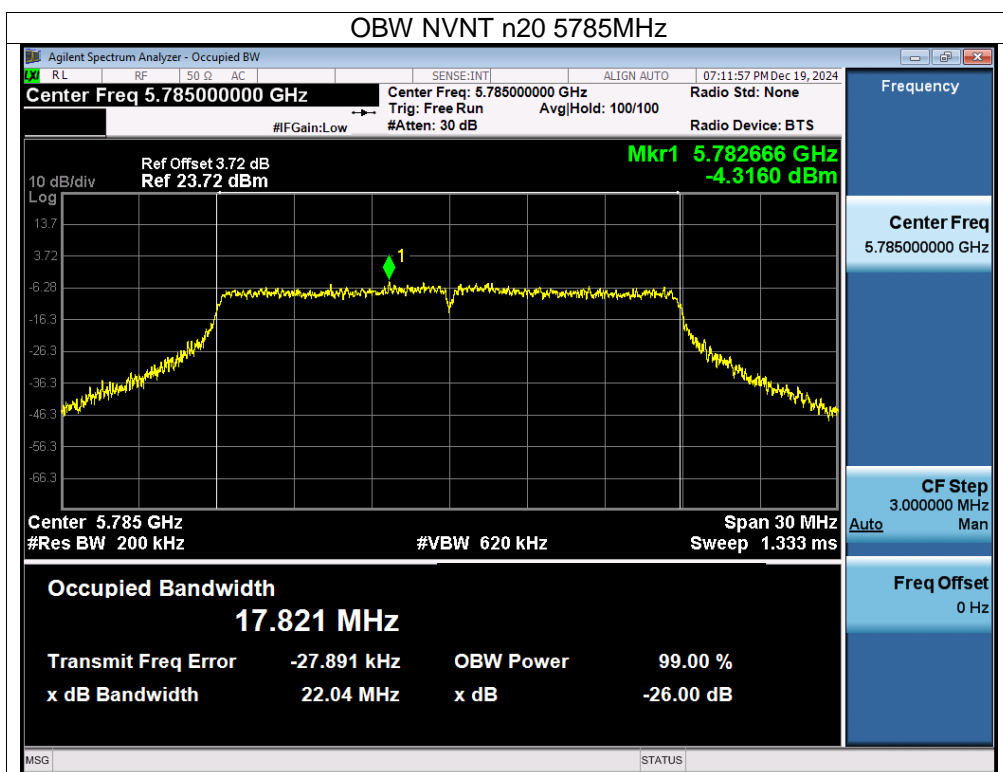 OBW NVNT n20 5785MHz
Agilent Spectrum Analyzer - Occupied BW
LXI RL RF 50 Ω AC SENSE:INT ALIGN AUTO 07:11:57 PM Dec 19, 2024
Center Freq 5.785000000 GHz
Center Freq: 5.785000000 GHz Radio Std: None
Trig: Free Run Avg|Hold: 100/100
#IFGain:Low #Atten: 30 dB Radio Device: BTS
Mkr1 5.782666 GHz
-4.3160 dBm
Ref Offset 3.72 dB
10 dB/div Ref 23.72 dBm
Log
13.7
3.72
1
-6.28
-16.3
-26.3
-36.3
-46.3
-56.3
-66.3
Center 5.785 GHz Span 30 MHz
#Res BW 200 kHz #VBW 620 kHz Sweep 1.333 ms
Occupied Bandwidth
17.821 MHz
Transmit Freq Error -27.891 kHz OBW Power 99.00 %
x dB Bandwidth 22.04 MHz x dB -26.00 dB
Frequency
Center Freq
5.785000000 GHz
CF Step
3.000000 MHz
Auto Man
Freq Offset
0 Hz
MSG STATUS